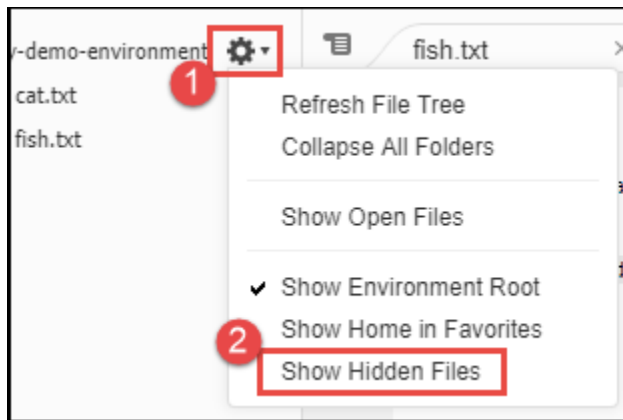 y-demo-environment
fish.txt
1
cat.txt
fish.txt
Refresh File Tree
Collapse All Folders
Show Open Files
Show Environment Root
Show Home in Favorites
2
Show Hidden Files